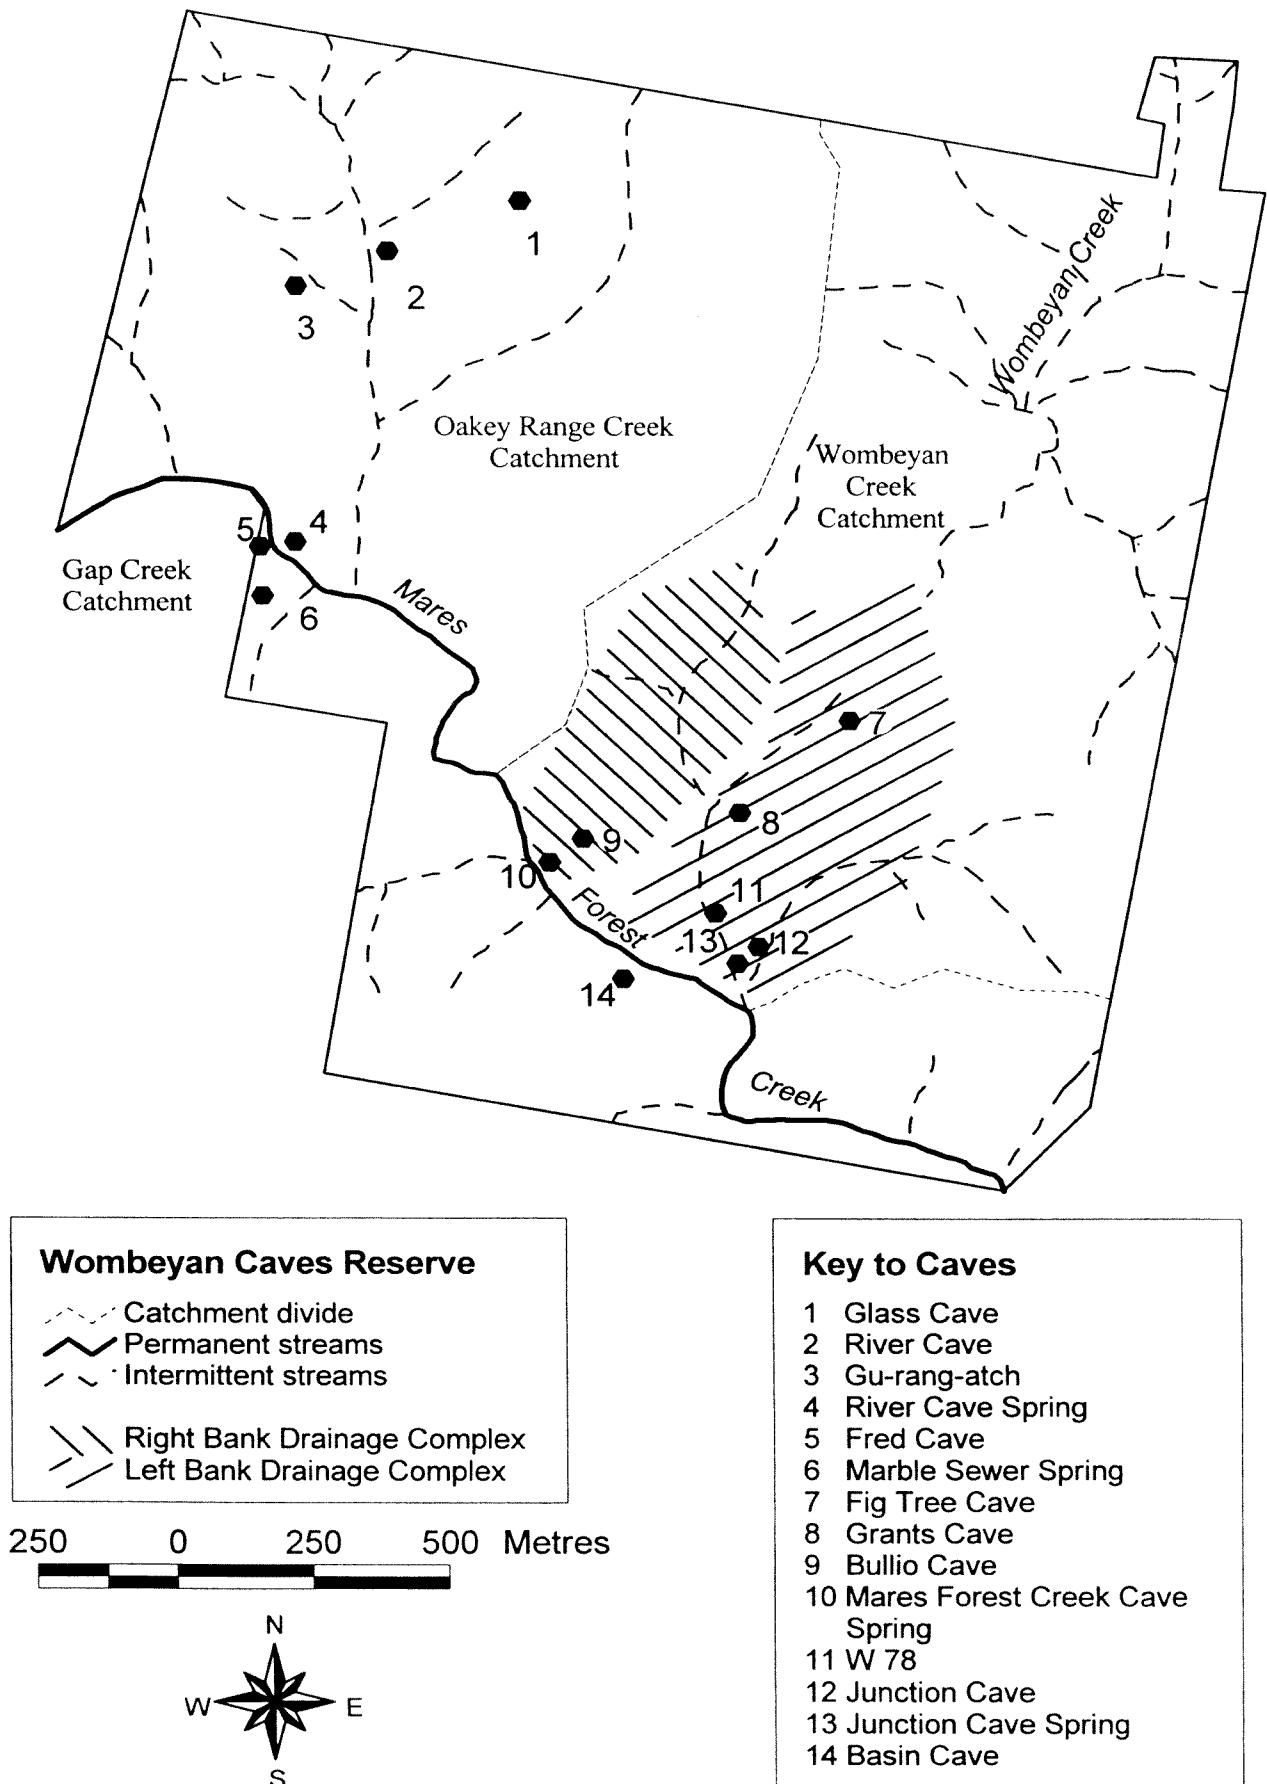 Wombeyan Creek
1
2
3
Oakey Range Creek
Catchment
Wombeyan
Creek
Catchment
5
4
Gap Creek
Catchment
6
Mares
7
8
9
10
Forest
11
13
12
14
Creek
Wombeyan Caves Reserve
Catchment divide
Permanent streams
Intermittent streams
Right Bank Drainage Complex
Left Bank Drainage Complex
250 0 250 500 Metres
N
W E
S
Key to Caves
1 Glass Cave
2 River Cave
3 Gu-rang-atch
4 River Cave Spring
5 Fred Cave
6 Marble Sewer Spring
7 Fig Tree Cave
8 Grants Cave
9 Bullio Cave
10 Mares Forest Creek Cave
Spring
11 W 78
12 Junction Cave
13 Junction Cave Spring
14 Basin Cave